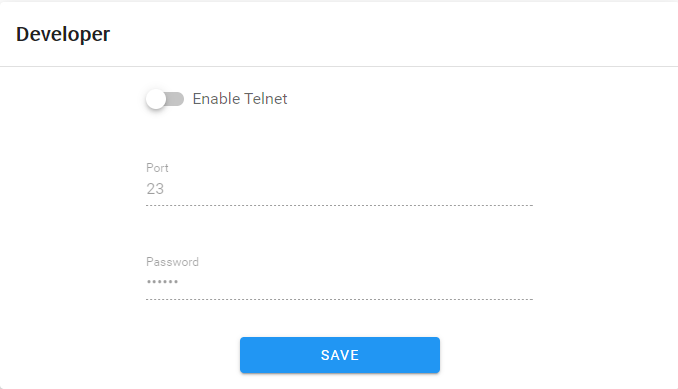 Developer
Enable Telnet
Port
23
Password
••••••
SAVE